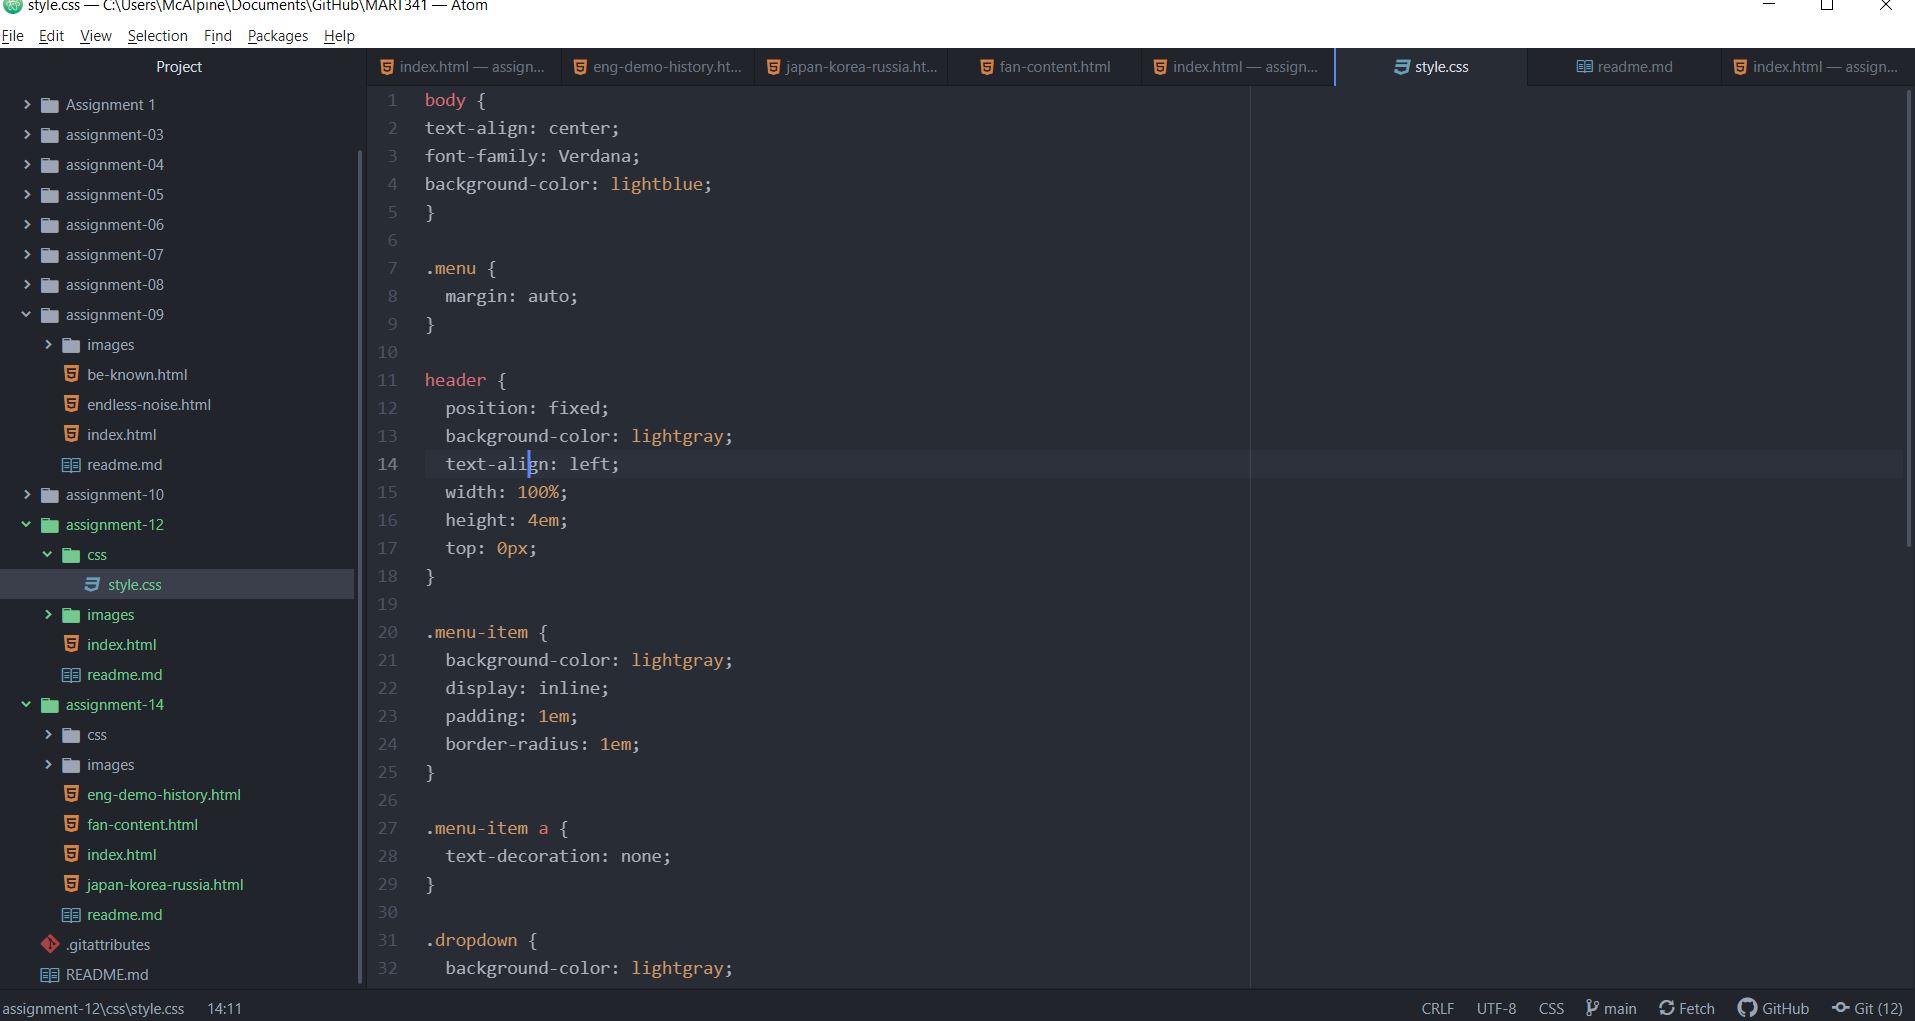 style.css — C:\Users\McAlpine\Documents\GitHub\MART341 — Atom
File Edit View Selection Find Packages Help
Project
Assignment 1
assignment-03
assignment-04
assignment-05
assignment-06
assignment-07
assignment-08
assignment-09
images
be-known.html
endless-noise.html
index.html
readme.md
assignment-10
assignment-12
css
style.css
images
index.html
readme.md
assignment-14
css
images
eng-demo-history.html
fan-content.html
index.html
japan-korea-russia.html
readme.md
.gitattributes
README.md
index.html — assign... eng-demo-history.ht... japan-korea-russia.ht... fan-content.html index.html — assign... style.css readme.md index.html — assign...
1 body {
2 text-align: center;
3 font-family: Verdana;
4 background-color: lightblue;
5 }
6
7 .menu {
8 margin: auto;
9 }
10
11 header {
12 position: fixed;
13 background-color: lightgray;
14 text-align: left;
15 width: 100%;
16 height: 4em;
17 top: 0px;
18 }
19
20 .menu-item {
21 background-color: lightgray;
22 display: inline;
23 padding: 1em;
24 border-radius: 1em;
25 }
26
27 .menu-item a {
28 text-decoration: none;
29 }
30
31 .dropdown {
32 background-color: lightgray;
assignment-12\css\style.css 14:11 CRLF UTF-8 CSS main Fetch GitHub Git (12)